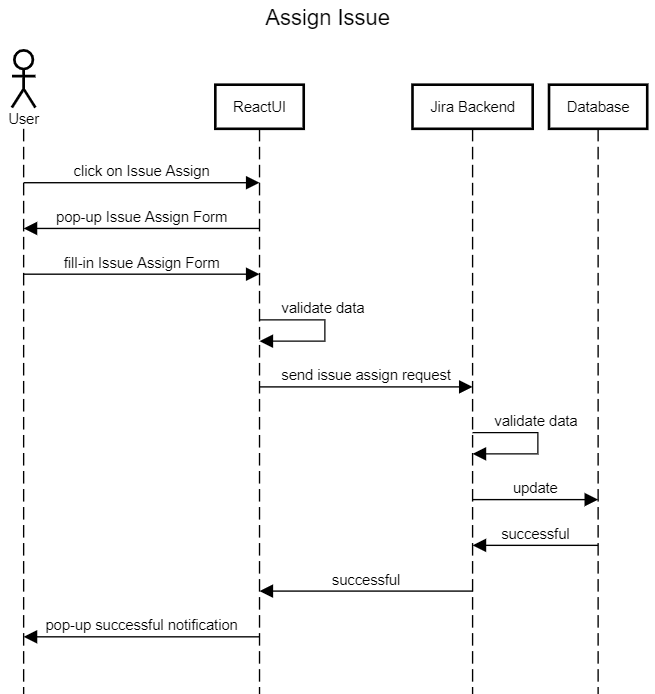 Assign Issue
User
ReactUI
Jira Backend
Database
click on Issue Assign
pop-up Issue Assign Form
fill-in Issue Assign Form
validate data
send issue assign request
validate data
update
successful
successful
pop-up successful notification